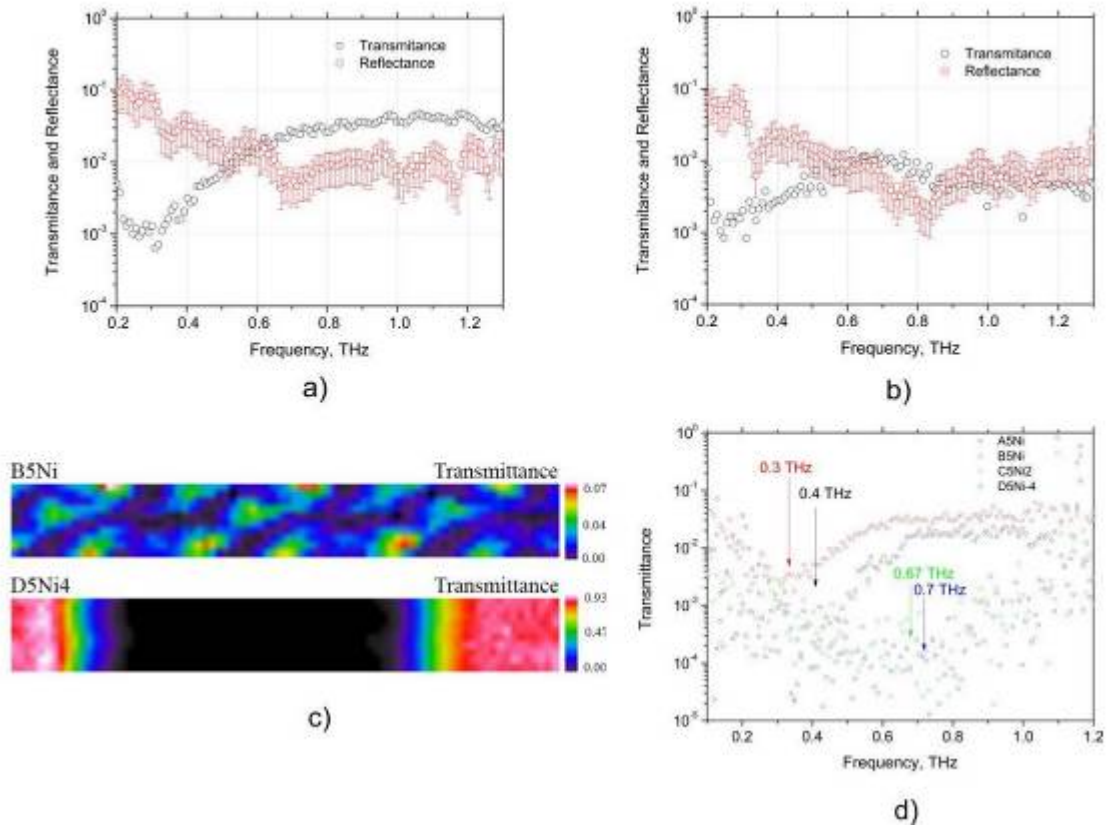 10⁰
10⁻¹
10⁻²
10⁻³
10⁻⁴
Transmitance and Reflectance
Transmitance
Reflectance
0.2 0.4 0.6 0.8 1.0 1.2
Frequency, THz
a)
10⁰
10⁻¹
10⁻²
10⁻³
10⁻⁴
Transmitance and Reflectance
Transmitance
Reflectance
0.2 0.4 0.6 0.8 1.0 1.2
Frequency, THz
b)
B5Ni Transmittance
0.07
0.04
0.00
D5Ni4 Transmittance
0.93
0.45
0.00
c)
10⁰
10⁻¹
10⁻²
10⁻³
10⁻⁴
10⁻⁵
Transmittance
A5Ni
B5Ni
C5Ni2
D5Ni-4
0.3 THz
0.4 THz
0.67 THz
0.7 THz
0.2 0.4 0.6 0.8 1.0 1.2
Frequency, THz
d)